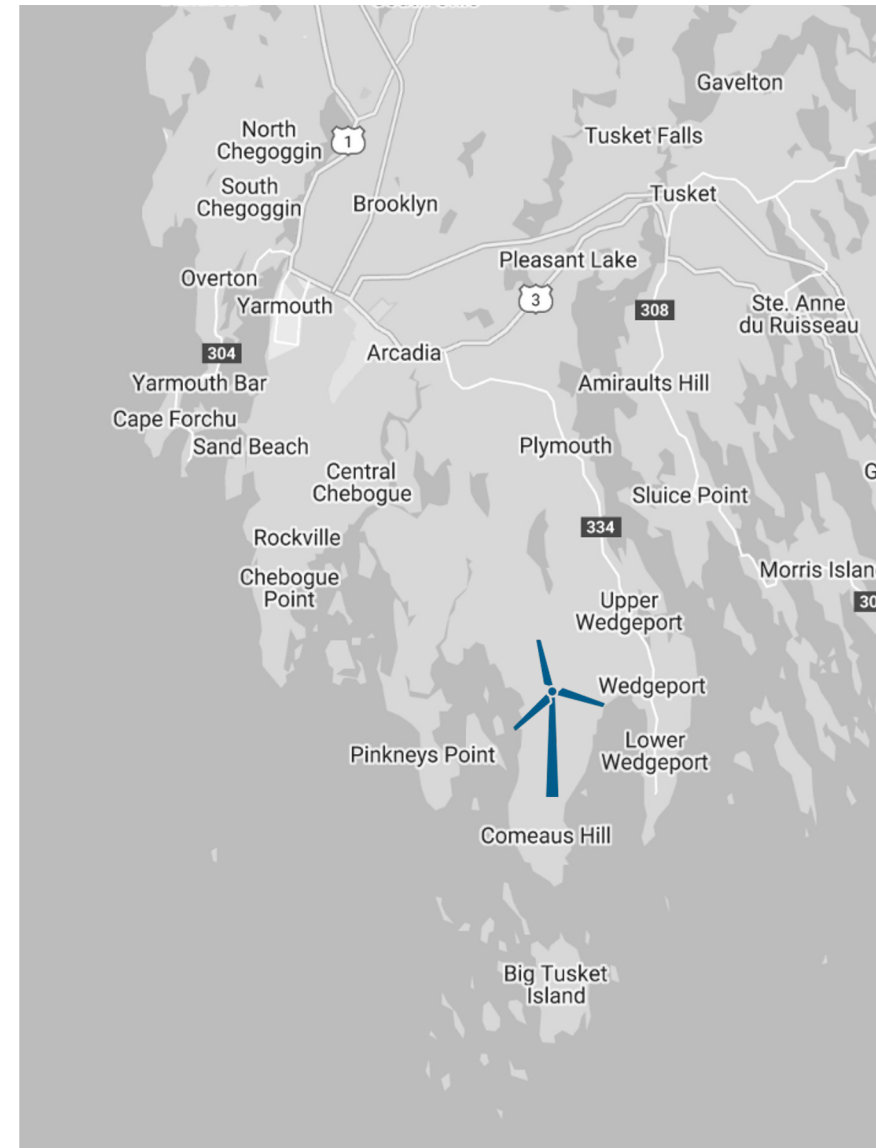 Gavelton
North
Chegoggin
1
Tusket Falls
South
Chegoggin
Brooklyn
Tusket
Pleasant Lake
Overton
Yarmouth
3
308
Ste. Anne
du Ruisseau
304
Arcadia
Yarmouth Bar
Amiraults Hill
Cape Forchu
Sand Beach
Plymouth
Central
Chebogue
Sluice Point
G
334
Rockville
Chebogue
Point
Morris Islan
30
Upper
Wedgeport
Wedgeport
Lower
Wedgeport
Pinkneys Point
Comeaus Hill
Big Tusket
Island